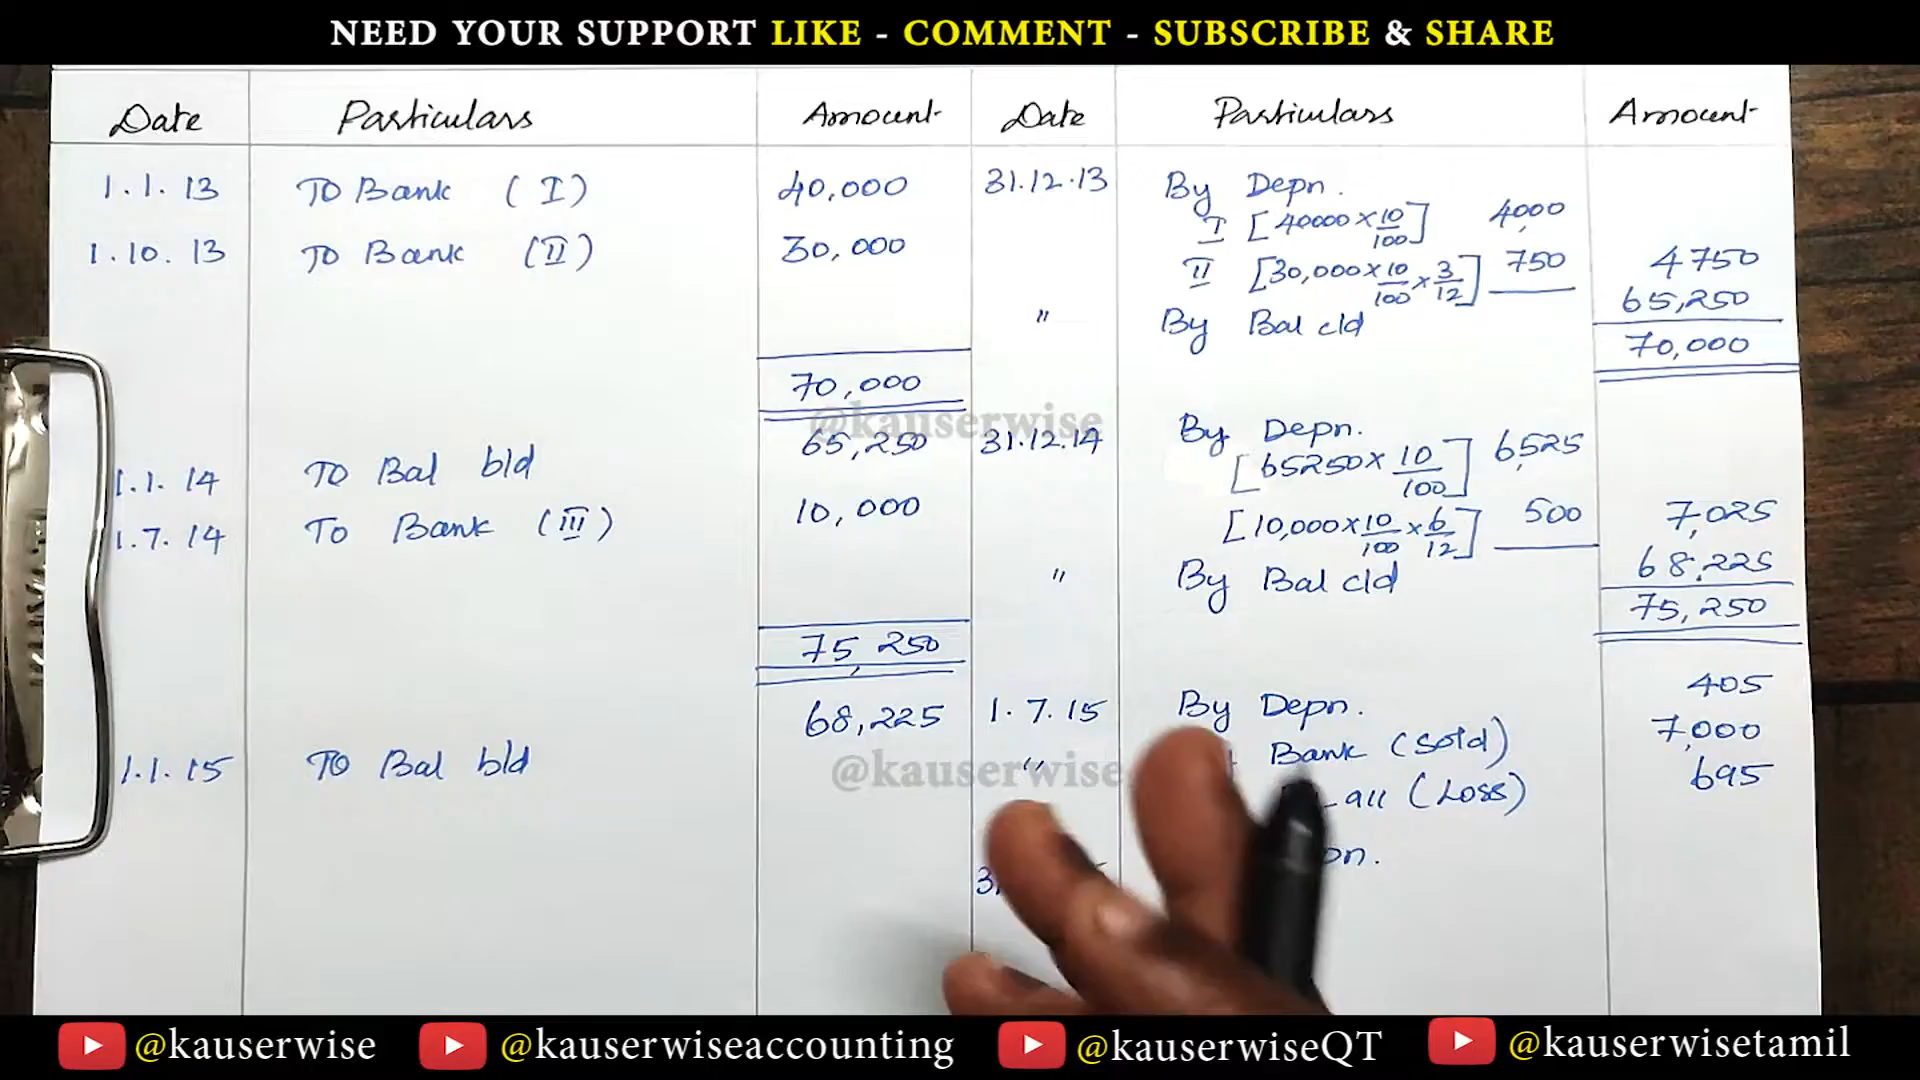 NEED YOUR SUPPORT LIKE - COMMENT - SUBSCRIBE & SHARE
Date Particulars Amount Date Particulars Amount
1.1.13 To Bank (I) 40,000 31.12.13 By Depn.
I [40000×10/100] 4,000
1.10.13 To Bank (II) 30,000
II [30,000×10/100×3/12] 750 4750
" By Bal c/d 65,250
70,000
70,000
@kauserwise
1.1.14 To Bal b/d 65,250 31.12.14 By Depn.
[65250×10/100] 6,525
1.7.14 To Bank (III) 10,000
[10,000×10/100×6/12] 500 7,025
" By Bal c/d 68,225
75,250
75,250
1.1.15 To Bal b/d 68,225 1.7.15 By Depn. 405
" Bank (Sold) 7,000
@kauserwise
a/c (Loss) 695
@kauserwise @kauserwiseaccounting @kauserwiseQT @kauserwisetamil